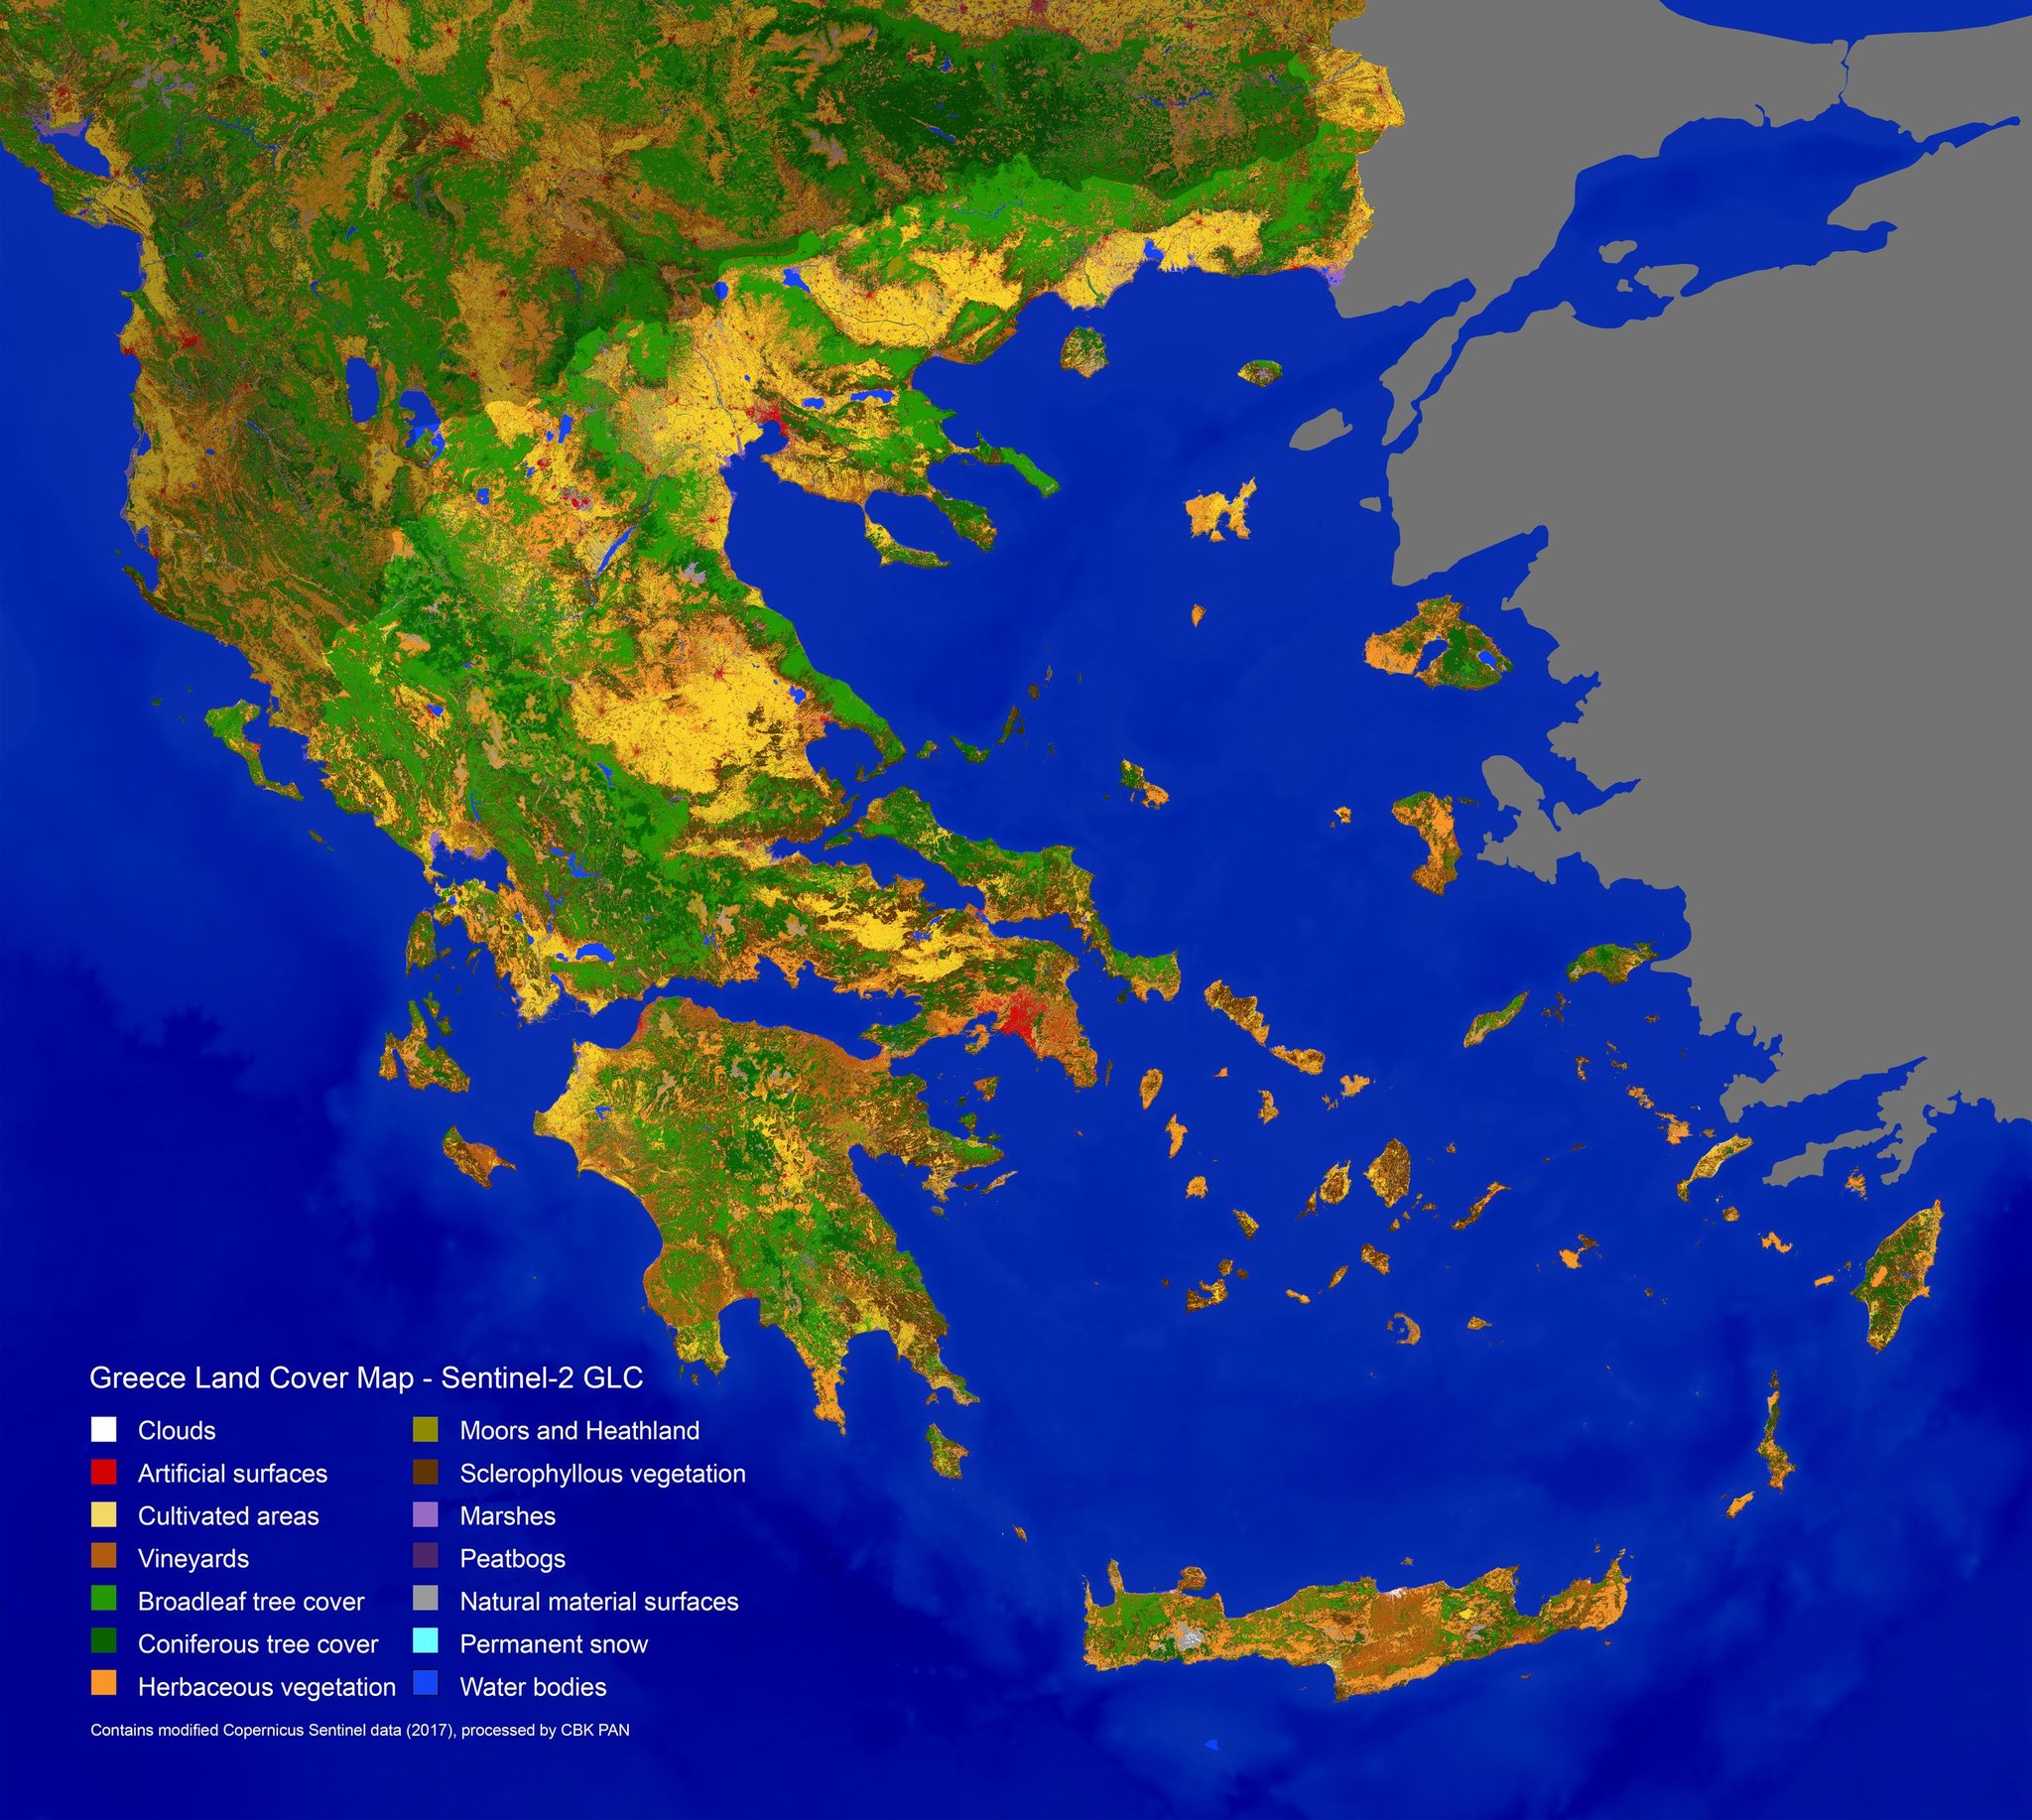 Greece Land Cover Map - Sentinel-2 GLC
Clouds
Artificial surfaces
Cultivated areas
Vineyards
Broadleaf tree cover
Coniferous tree cover
Herbaceous vegetation
Moors and Heathland
Sclerophyllous vegetation
Marshes
Peatbogs
Natural material surfaces
Permanent snow
Water bodies
Contains modified Copernicus Sentinel data (2017), processed by CBK PAN